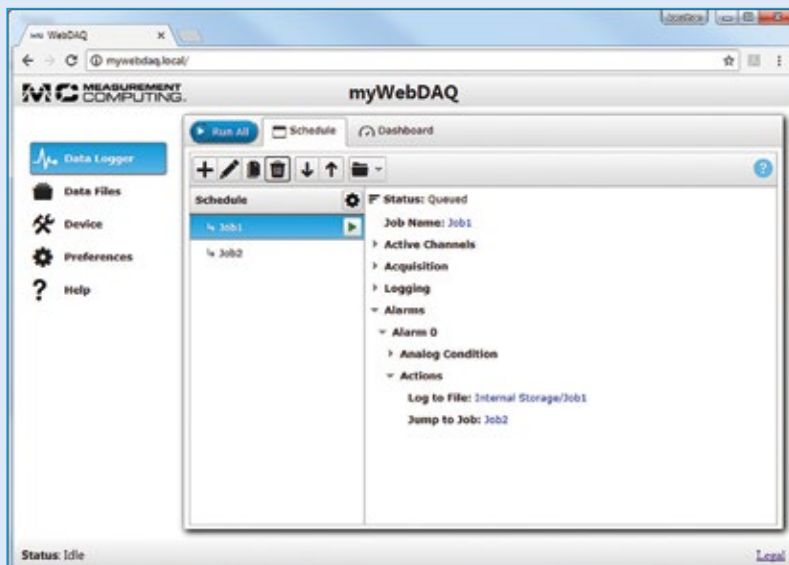 WebDAQ
mywebdaq.local/
MEASUREMENT
COMPUTING.
myWebDAQ
Run All
Schedule
Dashboard
Data Logger
Data Files
Device
Preferences
Help
Schedule
Job1
Job2
Status: Queued
Job Name: Job1
Active Channels
Acquisition
Logging
Alarms
Alarm 0
Analog Condition
Actions
Log to File: Internal Storage/Job1
Jump to Job: Job2
Status: Idle
Legal